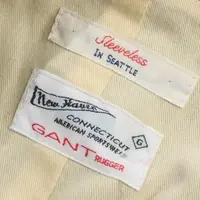 Sleeveless
IN SEATTLE
New Haven
CONNECTICUT
AMERICAN SPORTSWEAR
G
GANT RUGGER